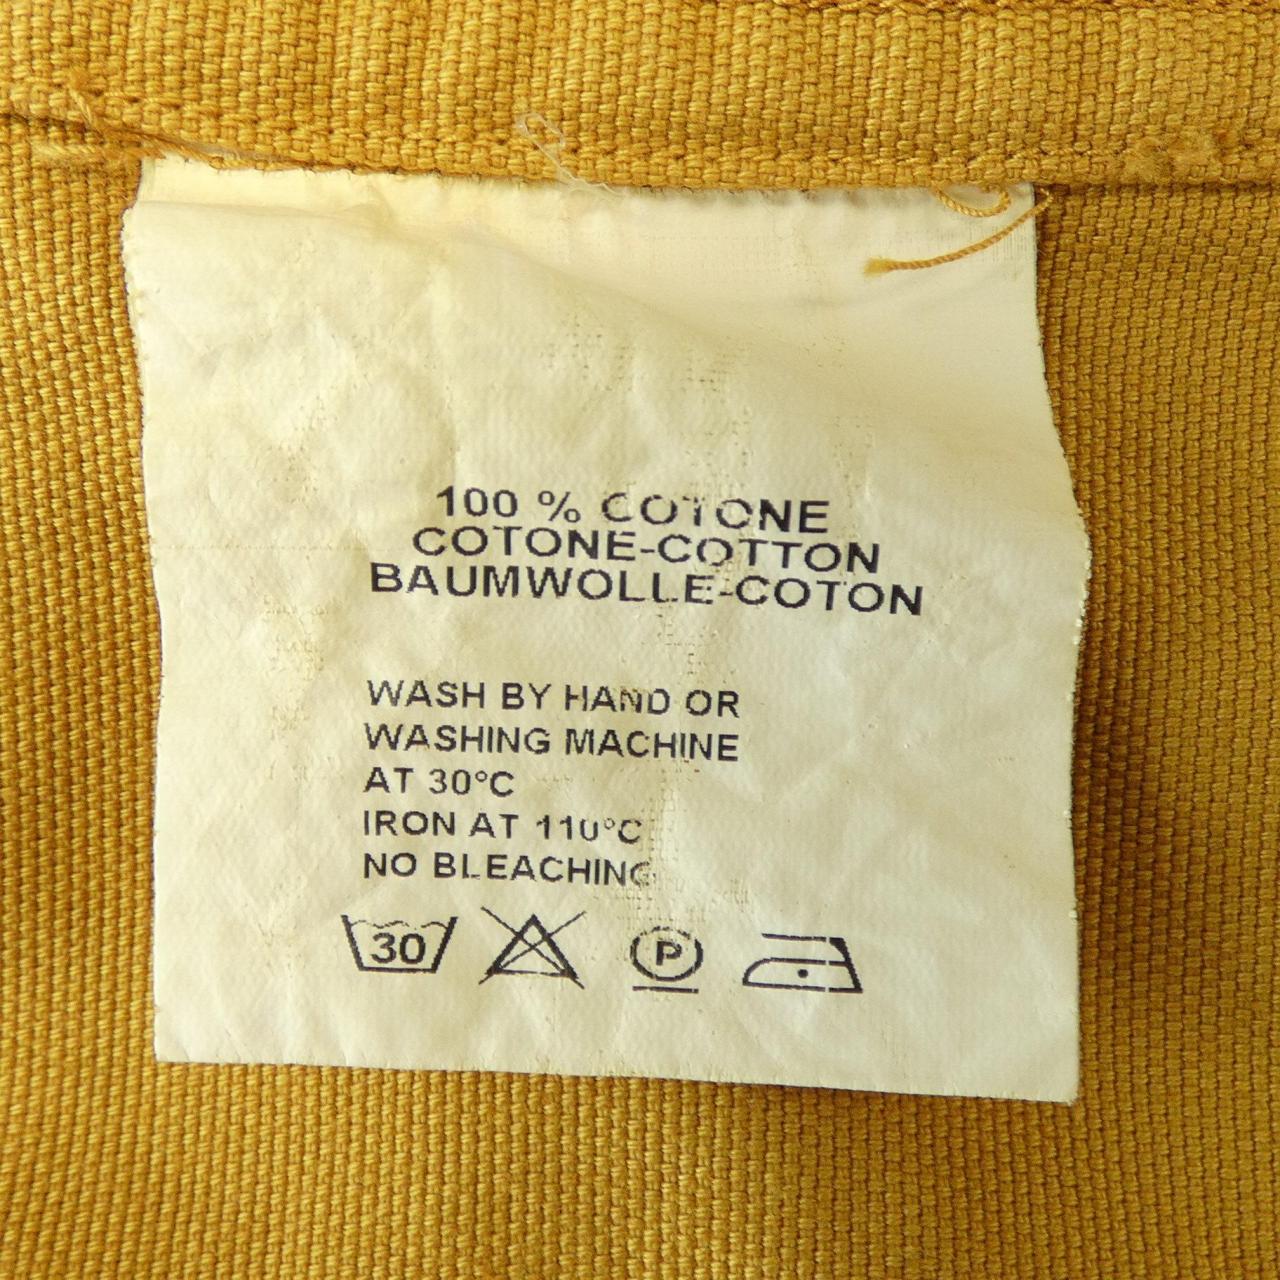 100 % COTONE
COTONE-COTTON
BAUMWOLLE-COTON
WASH BY HAND OR
WASHING MACHINE
AT 30°C
IRON AT 110°C
NO BLEACHING
30 P